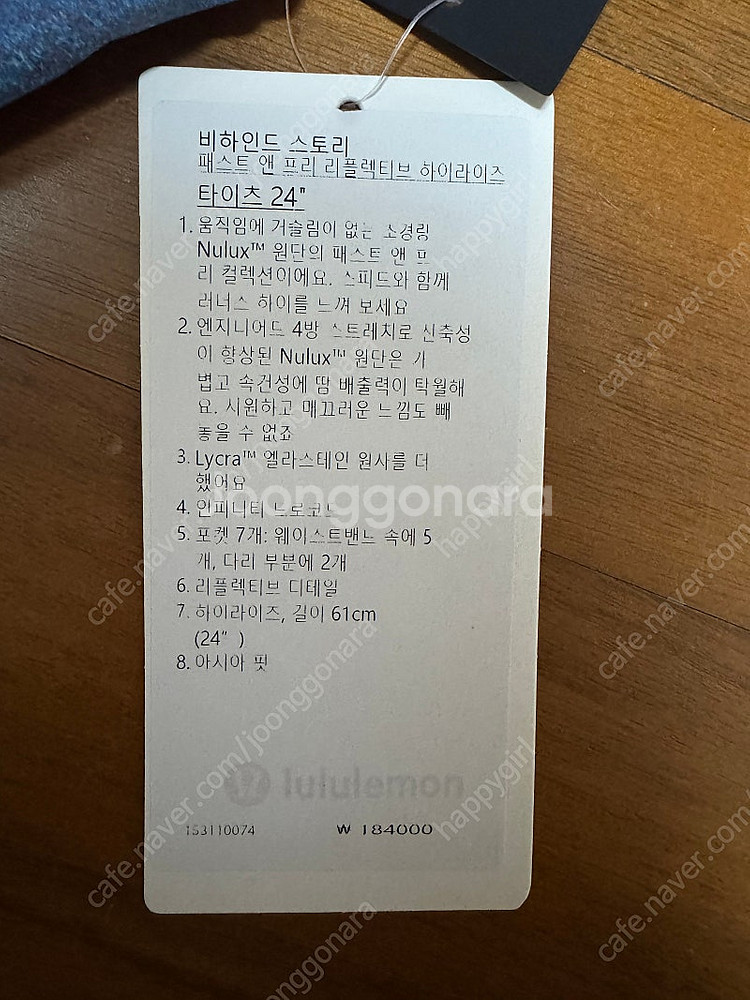 비하인드 스토리
패스트 앤 프리 리플렉티브 하이라이즈
타이츠 24"
1. 움직임에 거슬림이 없는 소경링
Nulux™ 원단의 패스트 앤 프
리 컬렉션이에요. 스피드와 함께
러너스 하이를 느껴 보세요
2. 엔지니어드 4방 스트레치로 신축성
이 향상된 Nulux™ 원단은 가
볍고 속건성에 땀 배출력이 탁월해
요. 시원하고 매끄러운 느낌도 빼
놓을 수 없죠
3. Lycra™ 엘라스테인 원사를 더
했어요
4. 인피니티 드로코드
5. 포켓 7개: 웨이스트밴드 속에 5
개, 다리 부분에 2개
6. 리플렉티브 디테일
7. 하이라이즈, 길이 61cm
(24" )
8. 아시아 핏
lululemon
153110074 ₩ 184000
joonggonara
cafe.naver.com/joonggonara
happygirl